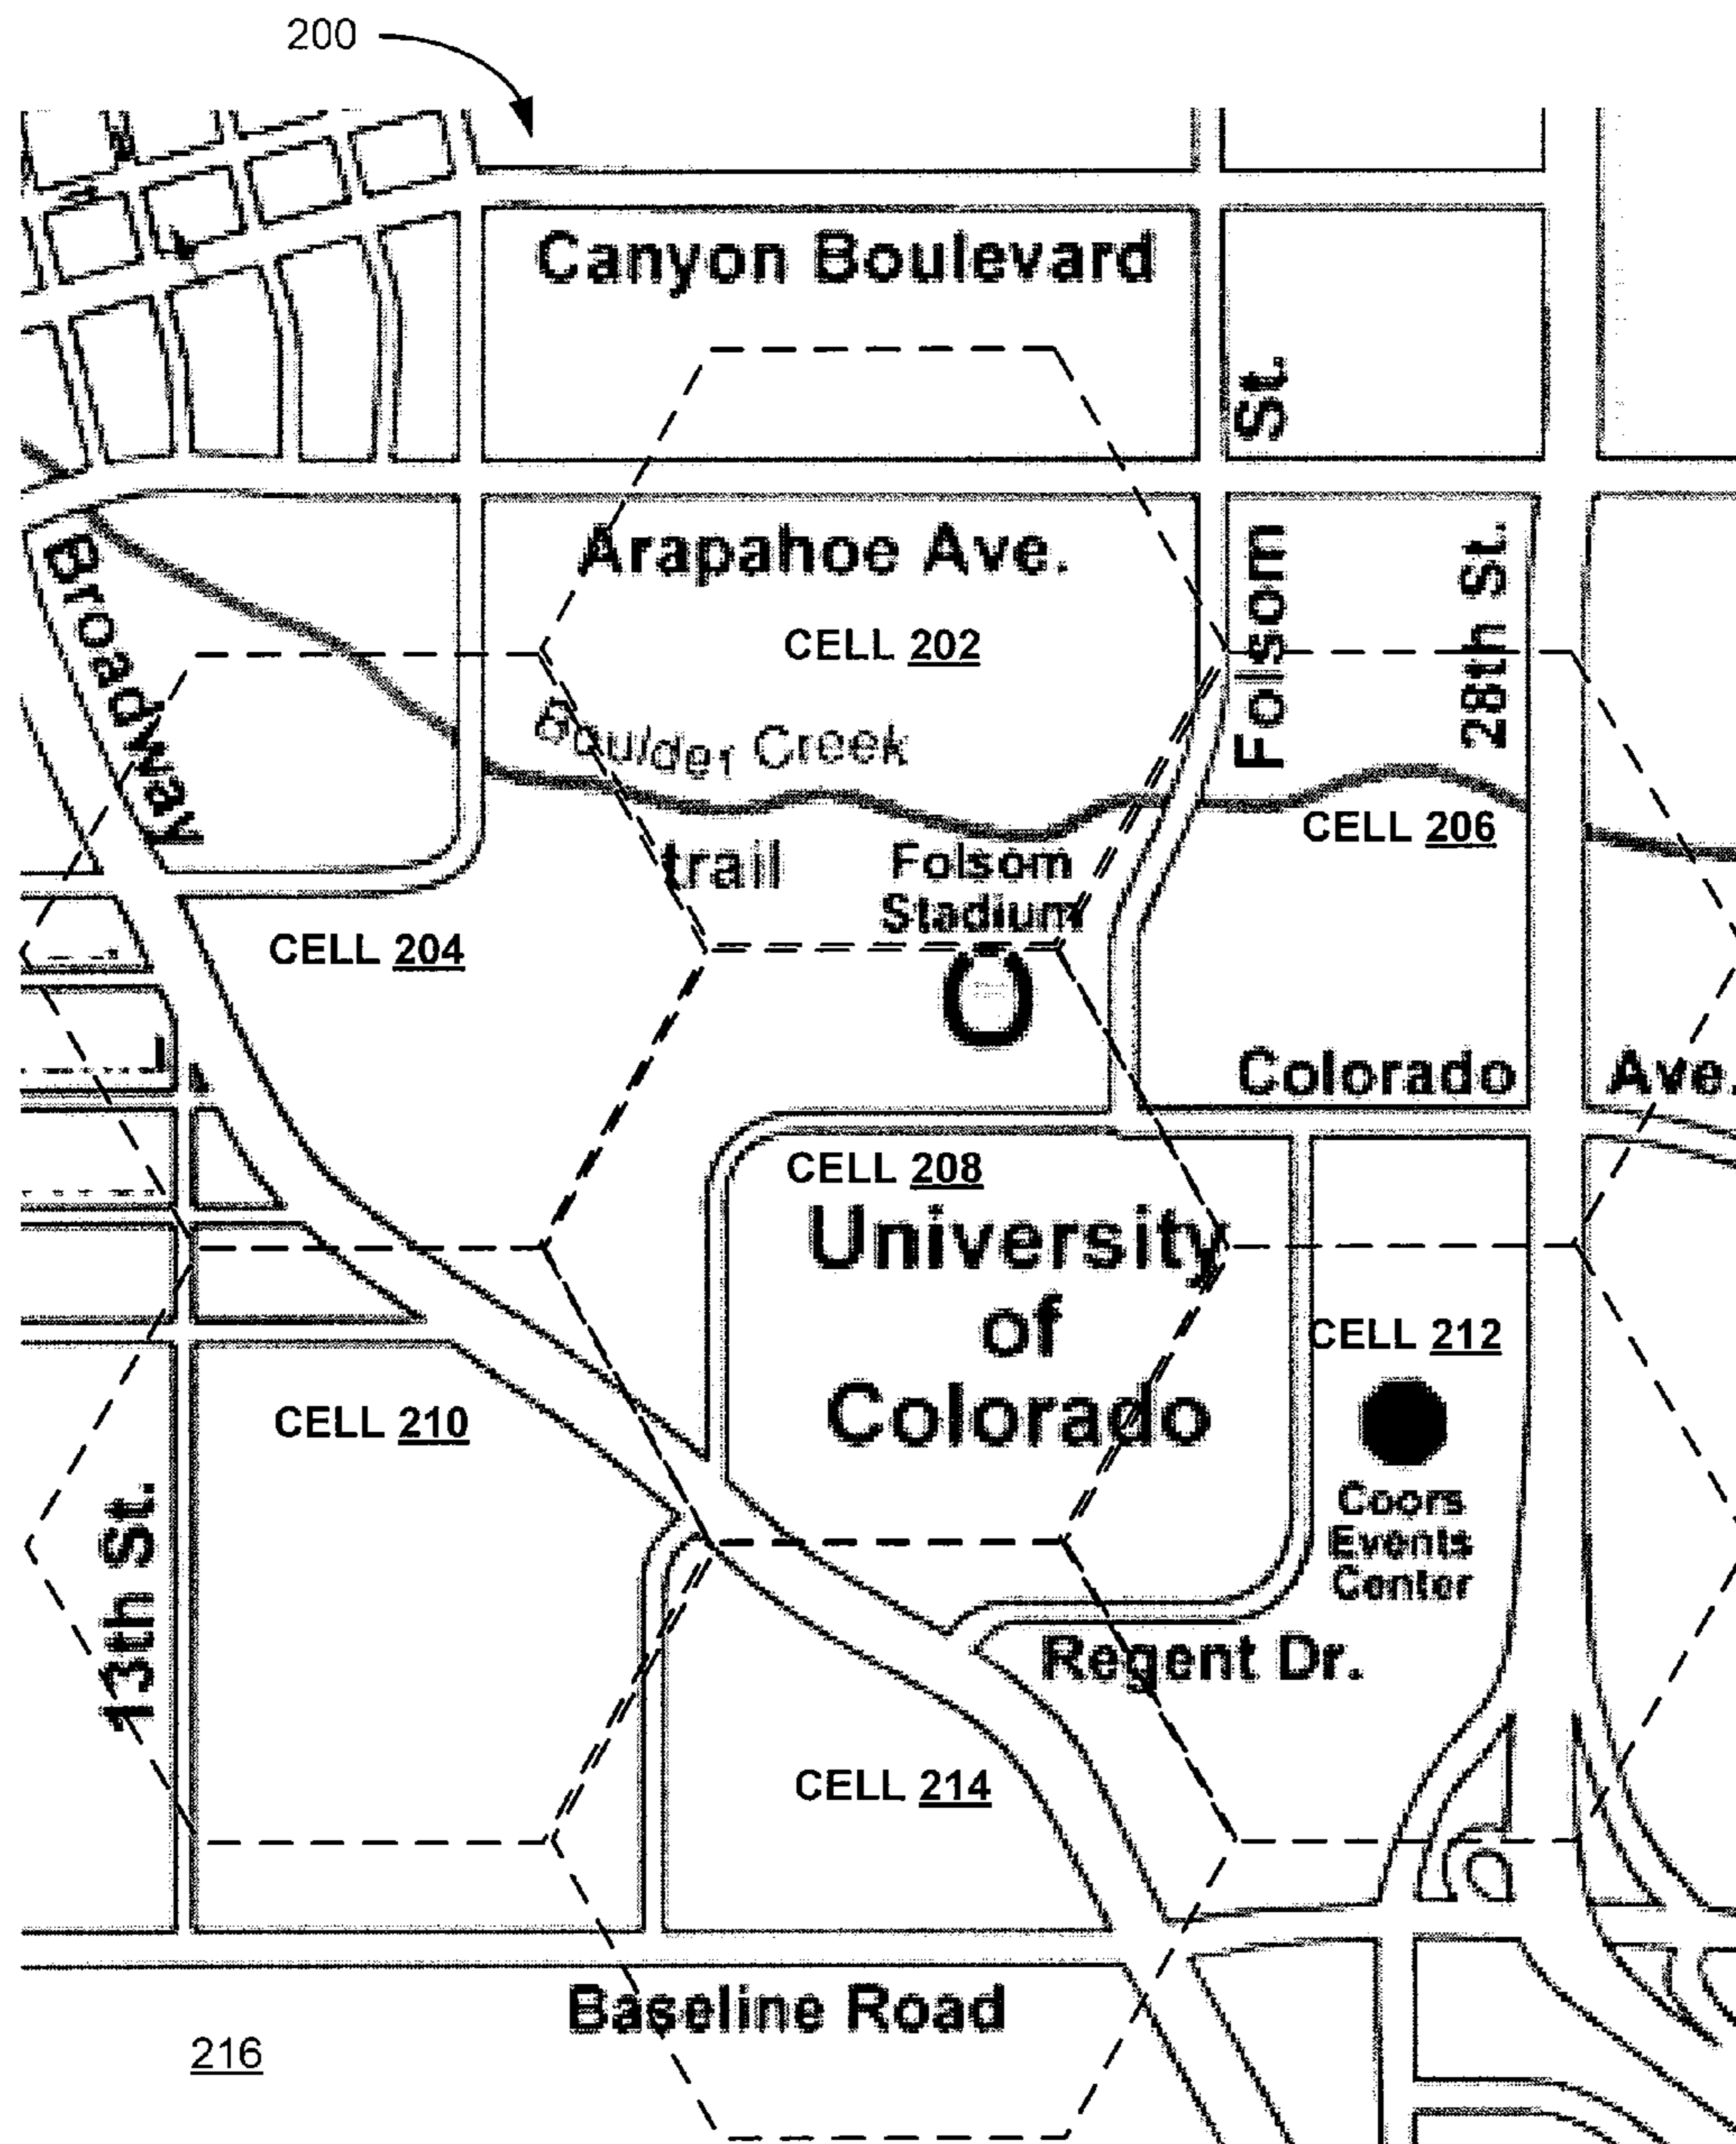 200
Canyon Boulevard
St.
Arapahoe Ave.
Folsom
28th St.
Broadway
CELL 202
Boulder Creek
CELL 206
trail
Folsom
Stadium
CELL 204
Colorado Ave.
CELL 208
University
of
Colorado
CELL 212
CELL 210
Coors
Events
Center
13th St.
Regent Dr.
CELL 214
Baseline Road
216